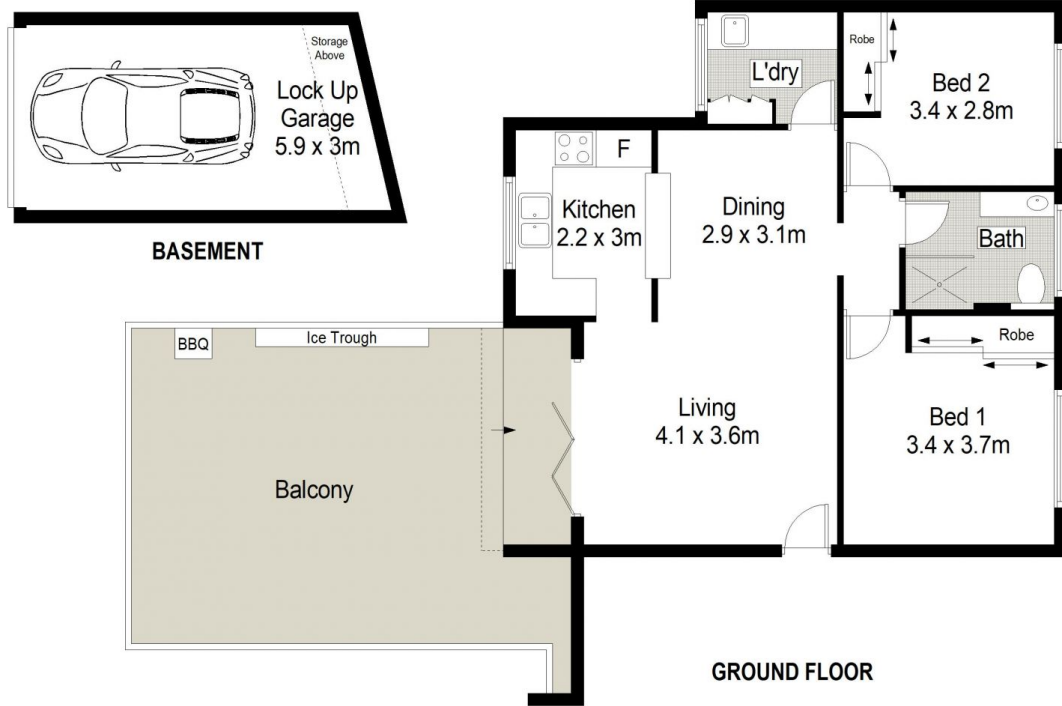 Storage
Above
Lock Up
Garage
5.9 x 3m
BASEMENT
L'dry
Robe
Bed 2
3.4 x 2.8m
F
Kitchen
2.2 x 3m
Dining
2.9 x 3.1m
Bath
BBQ
Ice Trough
Robe
Living
4.1 x 3.6m
Bed 1
3.4 x 3.7m
Balcony
GROUND FLOOR